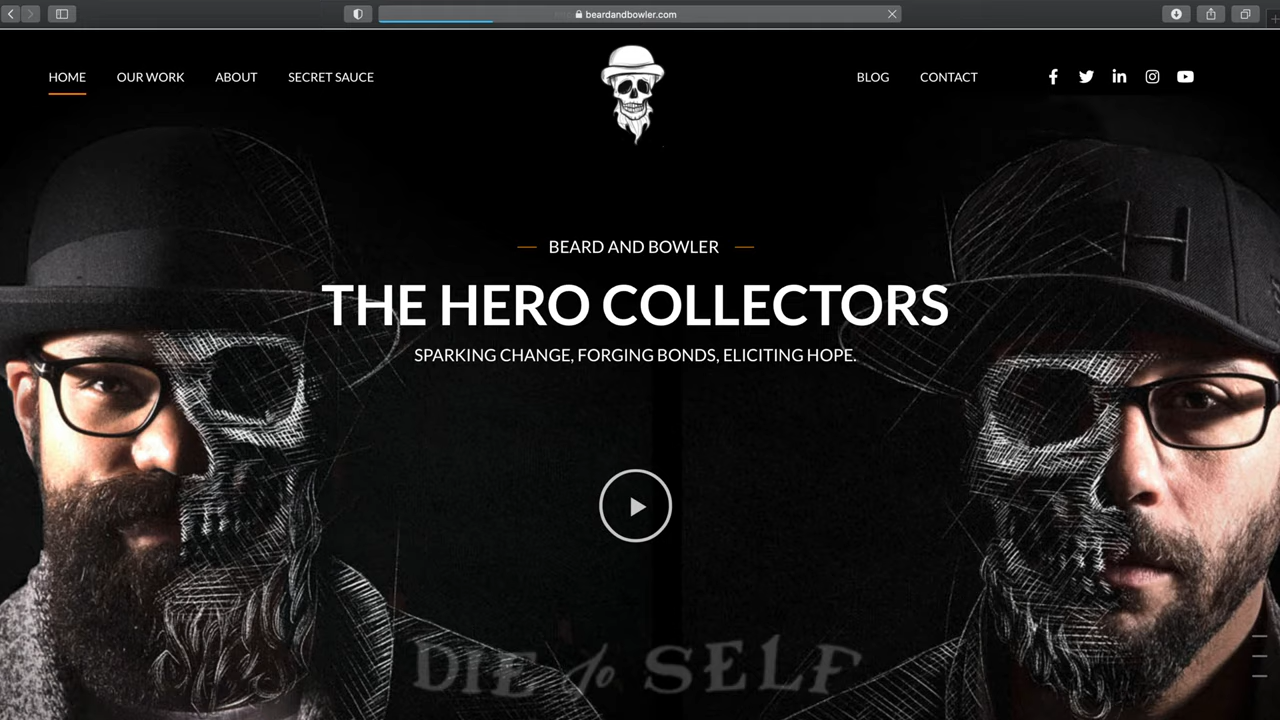 beardandbowler.com
HOME OUR WORK ABOUT SECRET SAUCE BLOG CONTACT
H
BEARD AND BOWLER
THE HERO COLLECTORS
SPARKING CHANGE, FORGING BONDS, ELICITING HOPE.
DIE to SELF